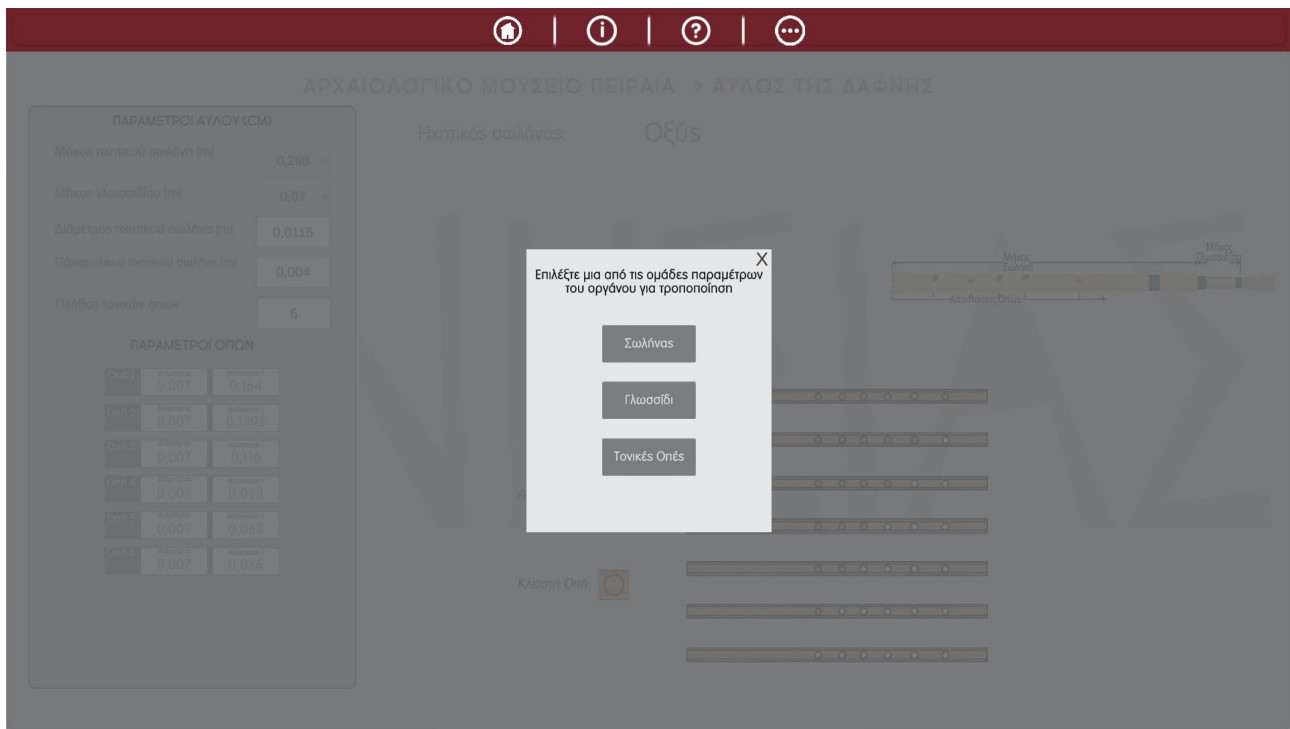 ΑΡΧΑΙΟΛΟΓΙΚΟ ΜΟΥΣΕΙΟ ΠΕΙΡΑΙΑ > ΑΥΛΟΣ ΤΗΣ ΔΑΦΝΗΣ
ΠΑΡΑΜΕΤΡΟΙ ΑΥΛΟΥ (CM)
Μήκος ηχητικού σωλήνα [m] 0,268
Μήκος γλωσσιδίου [m] 0,07
Διάμετρος ηχητικού σωλήνα [m] 0,0115
Πάχος υλικού ηχητικού σωλήνα [m] 0,004
Πλήθος τονικών οπών 6
ΠΑΡΑΜΕΤΡΟΙ ΟΠΩΝ
Οπή 1 0,007 0,164
Οπή 2 0,007 0,1395
Οπή 3 0,007 0,116
Οπή 4 0,007 0,093
Οπή 5 0,007 0,068
Οπή 6 0,007 0,036
Ηχητικός σωλήνας: Οξύς
Μήκος Σωλήνα
Μήκος Γλωσσιδίου
Αποστάσεις Οπών
X
Επιλέξτε μια από τις ομάδες παραμέτρων
του οργάνου για τροποποίηση
Σωλήνας
Γλωσσίδι
Τονικές Οπές
Κλειστή Οπή